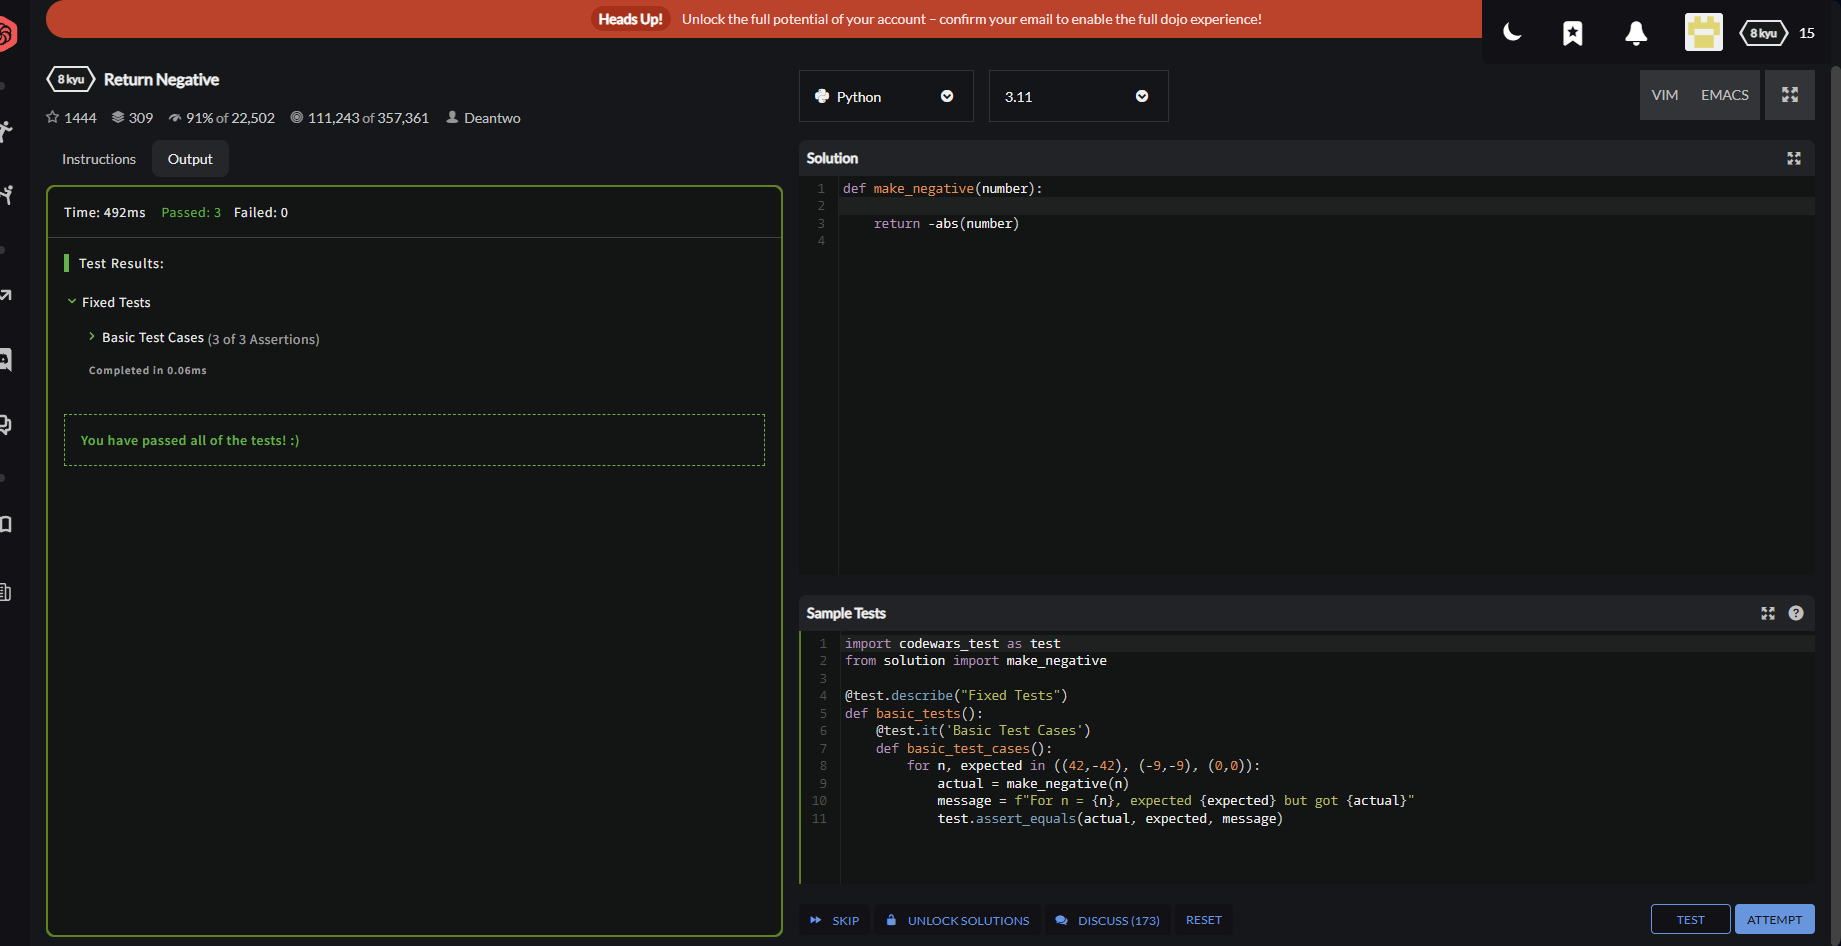 Heads Up! Unlock the full potential of your account – confirm your email to enable the full dojo experience!
8 kyu 15
8 kyu Return Negative
1444 309 91% of 22,502 111,243 of 357,361 Deantwo
Python 3.11
VIM EMACS
Instructions Output
Time: 492ms Passed: 3 Failed: 0
Test Results:
Fixed Tests
Basic Test Cases (3 of 3 Assertions)
Completed in 0.06ms
You have passed all of the tests! :)
Solution
1 def make_negative(number):
2
3     return -abs(number)
4
Sample Tests
1 import codewars_test as test
2 from solution import make_negative
3
4 @test.describe("Fixed Tests")
5 def basic_tests():
6     @test.it('Basic Test Cases')
7     def basic_test_cases():
8         for n, expected in ((42,-42), (-9,-9), (0,0)):
9             actual = make_negative(n)
10             message = f"For n = {n}, expected {expected} but got {actual}"
11             test.assert_equals(actual, expected, message)
SKIP UNLOCK SOLUTIONS DISCUSS (173) RESET TEST ATTEMPT